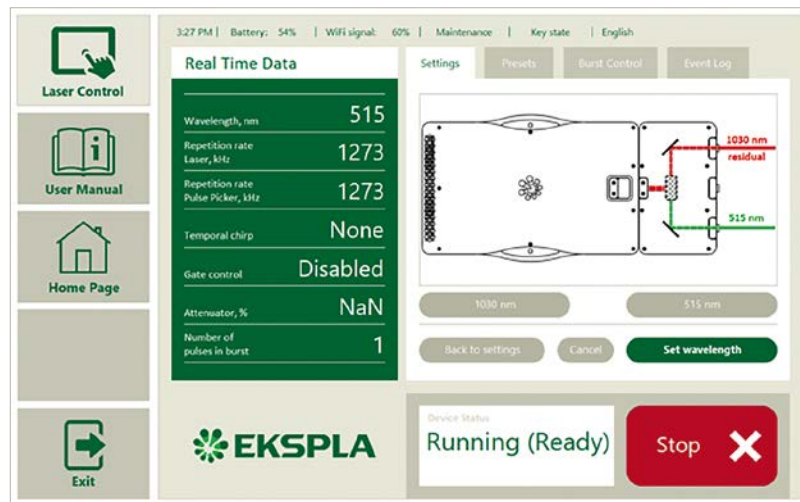 3:27 PM | Battery: 54% | WiFi signal: 60% | Maintenance | Key state | English
Laser Control
User Manual
Home Page
Exit
Real Time Data
Wavelength, nm 515
Repetition rate
Laser, kHz 1273
Repetition rate
Pulse Picker, kHz 1273
Temporal chirp None
Gate control Disabled
Attenuator, % NaN
Number of
pulses in burst 1
EKSPLA
Settings Presets Burst Control Event Log
1030 nm
residual
515 nm
1030 nm 515 nm
Back to settings Cancel Set wavelength
Device Status
Running (Ready)
Stop